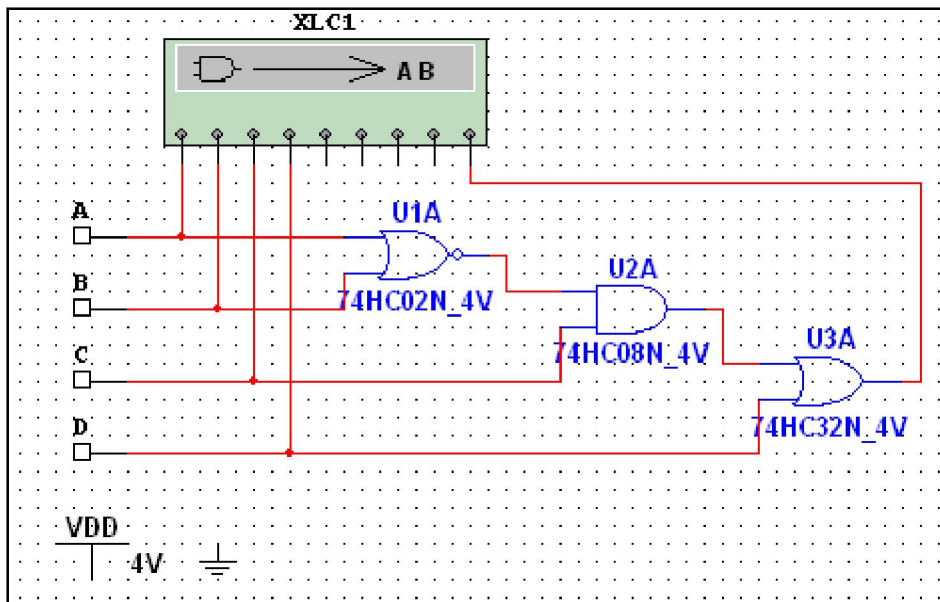 XLC1
A B
A
U1A
74HC02N_4V
B
U2A
74HC08N_4V
C
U3A
74HC32N_4V
D
VDD
4V